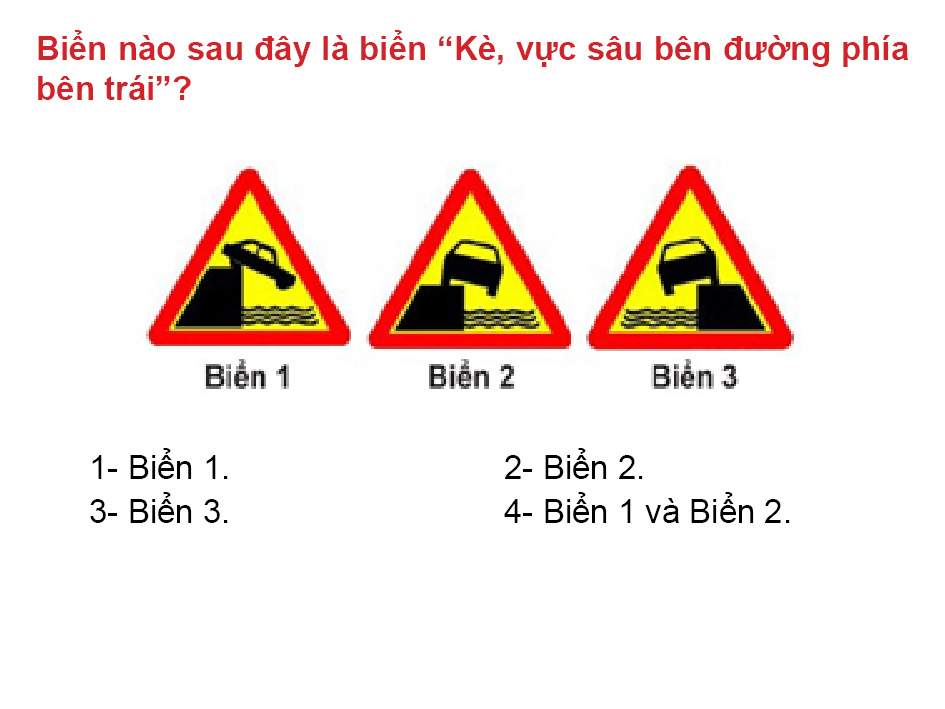 Biển nào sau đây là biển “Kè, vực sâu bên đường phía
bên trái”?
Biển 1 Biển 2 Biển 3
1- Biển 1. 2- Biển 2.
3- Biển 3. 4- Biển 1 và Biển 2.